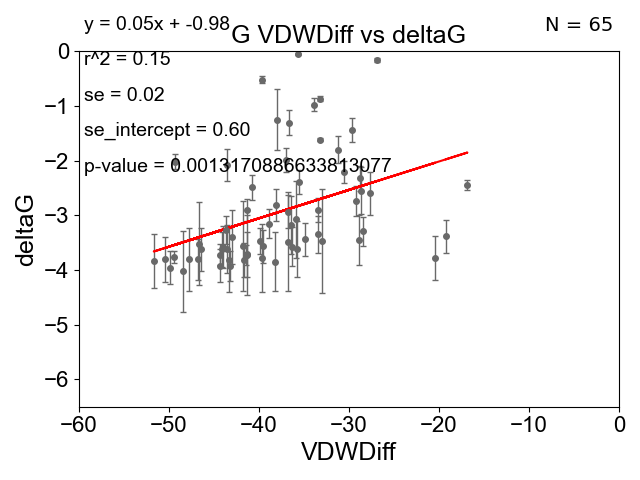 y = 0.05x + -0.98
N = 65
G VDWDiff vs deltaG
r^2 = 0.15
se = 0.02
se_intercept = 0.60
p-value = 0.0013170886633813077
0
−1
−2
−3
−4
−5
−6
deltaG
−60 −50 −40 −30 −20 −10 0
VDWDiff